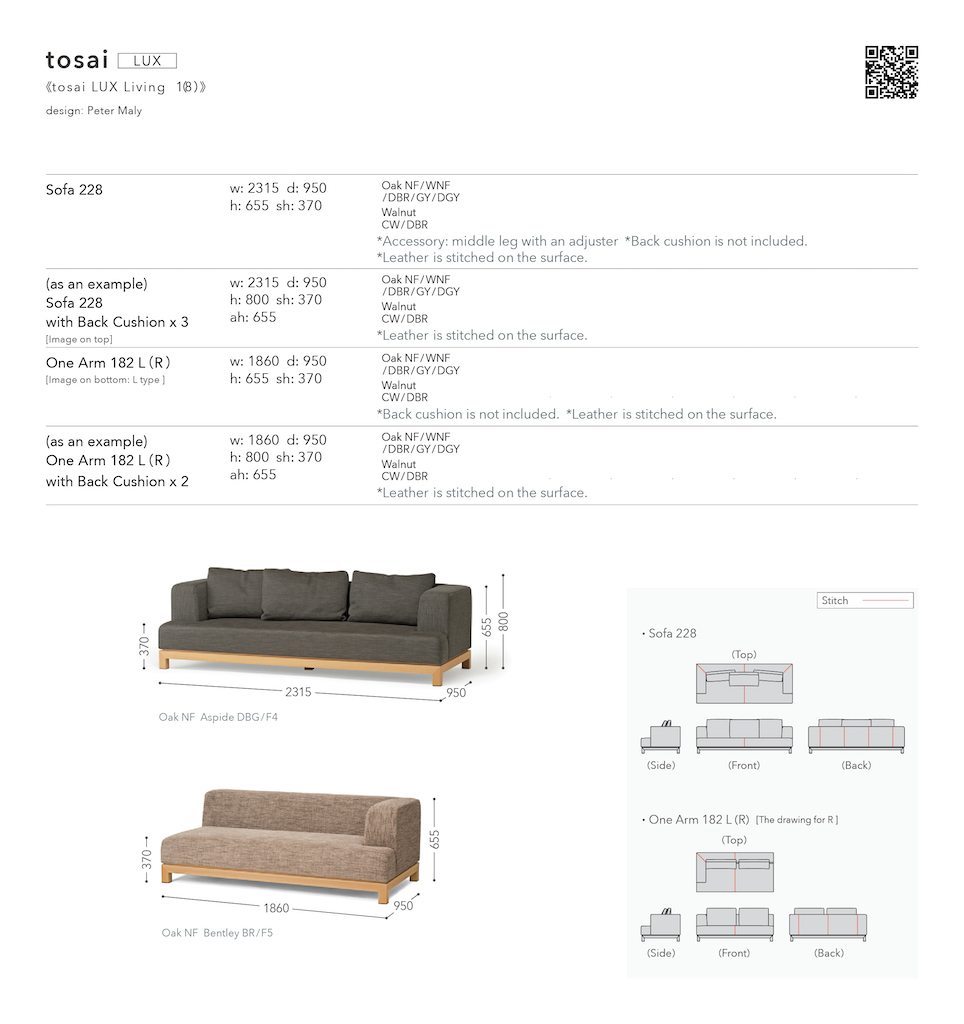 tosai LUX
《tosai LUX Living 1(8)》
design: Peter Maly
Sofa 228
w: 2315 d: 950
h: 655 sh: 370
Oak NF/WNF
/DBR/GY/DGY
Walnut
CW/DBR
*Accessory: middle leg with an adjuster *Back cushion is not included.
*Leather is stitched on the surface.
(as an example)
Sofa 228
with Back Cushion x 3
[Image on top]
w: 2315 d: 950
h: 800 sh: 370
ah: 655
Oak NF/WNF
/DBR/GY/DGY
Walnut
CW/DBR
*Leather is stitched on the surface.
One Arm 182 L (R)
[Image on bottom: L type ]
w: 1860 d: 950
h: 655 sh: 370
Oak NF/WNF
/DBR/GY/DGY
Walnut
CW/DBR
*Back cushion is not included. *Leather is stitched on the surface.
(as an example)
One Arm 182 L (R)
with Back Cushion x 2
w: 1860 d: 950
h: 800 sh: 370
ah: 655
Oak NF/WNF
/DBR/GY/DGY
Walnut
CW/DBR
*Leather is stitched on the surface.
370
655
800
2315
950
Oak NF Aspide DBG/F4
370
655
1860
950
Oak NF Bentley BR/F5
Stitch
• Sofa 228
(Top)
(Side)
(Front)
(Back)
• One Arm 182 L (R) [The drawing for R ]
(Top)
(Side)
(Front)
(Back)